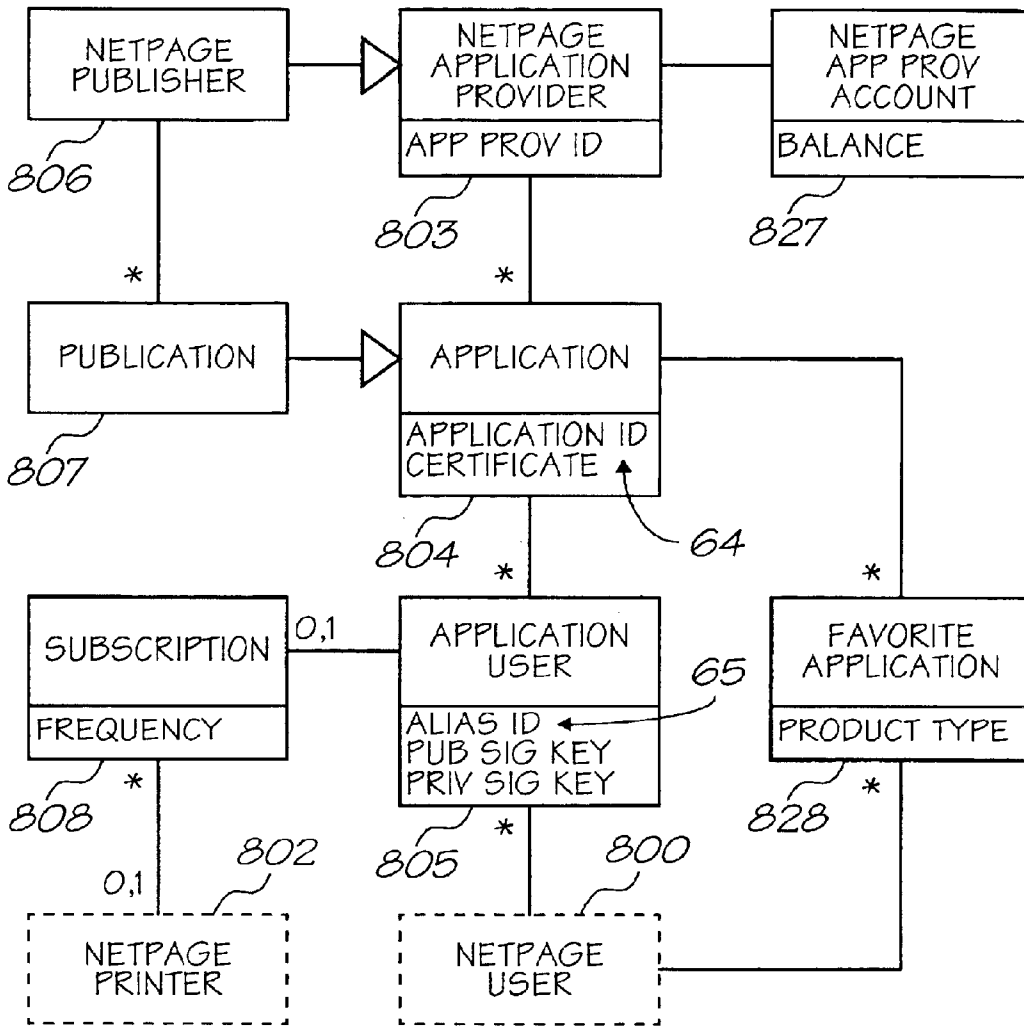 NETPAGE
PUBLISHER
NETPAGE
APPLICATION
PROVIDER
APP PROV ID
NETPAGE
APP PROV
ACCOUNT
BALANCE
806
803
827
*
*
PUBLICATION
APPLICATION
APPLICATION ID
CERTIFICATE
807
804
64
*
*
SUBSCRIPTION
FREQUENCY
0,1
APPLICATION
USER
ALIAS ID
PUB SIG KEY
PRIV SIG KEY
65
FAVORITE
APPLICATION
PRODUCT TYPE
808
*
805
*
828
*
802
800
0,1
NETPAGE
PRINTER
NETPAGE
USER